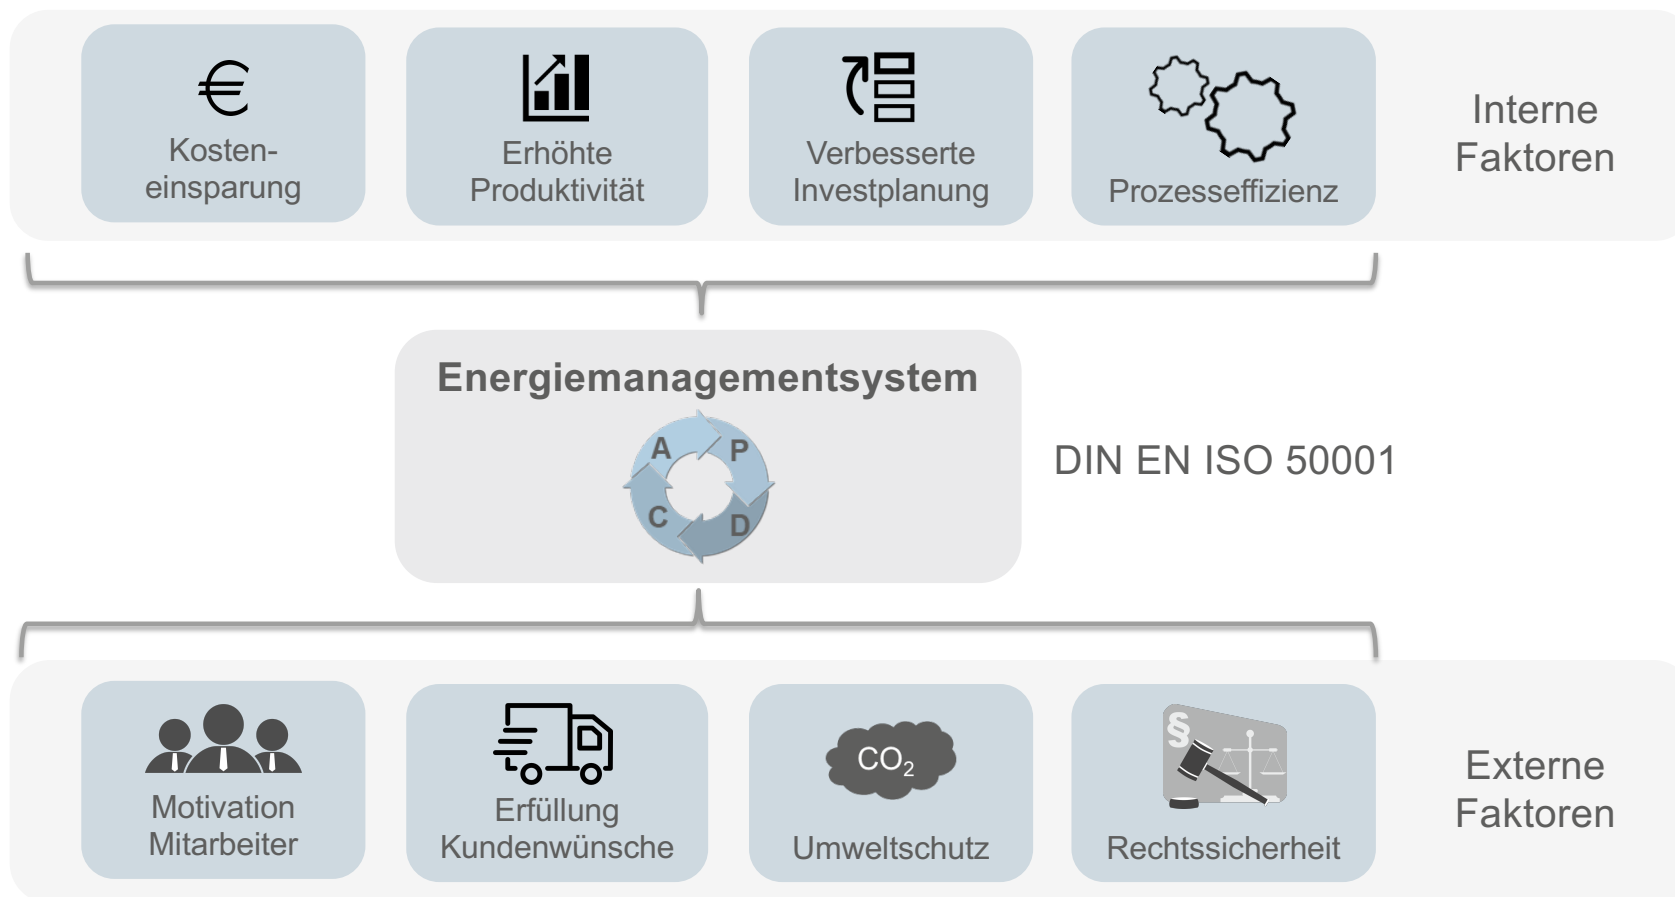 €
Kosten-
einsparung
Erhöhte
Produktivität
Verbesserte
Investplanung
Prozesseffizienz
Interne
Faktoren
Energiemanagementsystem
A
P
C
D
DIN EN ISO 50001
Motivation
Mitarbeiter
Erfüllung
Kundenwünsche
CO₂
Umweltschutz
§
Rechtssicherheit
Externe
Faktoren